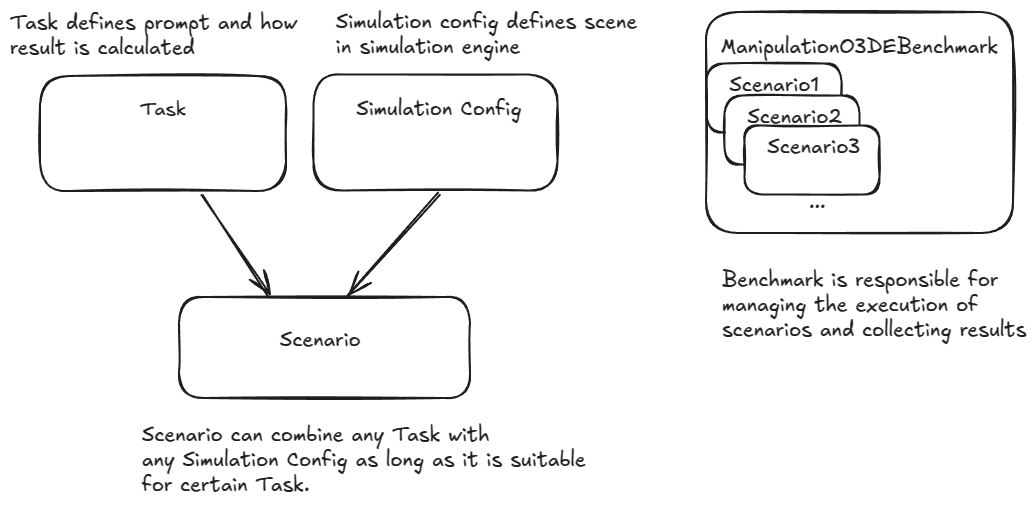 Task defines prompt and how
result is calculated
Simulation config defines scene
in simulation engine
Task
Simulation Config
Scenario
Scenario can combine any Task with
any Simulation Config as long as it is suitable
for certain Task.
ManipulationO3DEBenchmark
Scenario1
Scenario2
Scenario3
...
Benchmark is responsible for
managing the execution of
scenarios and collecting results